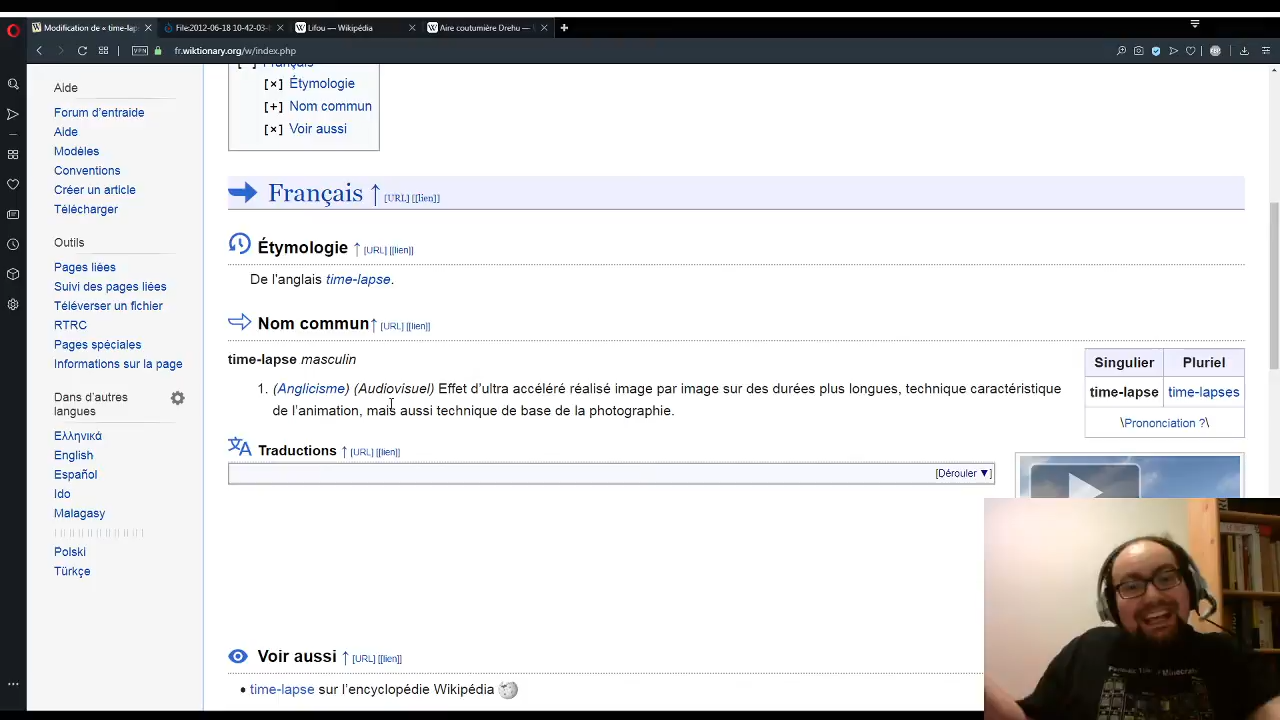 Modification de « time-lap
File:2012-06-18 10-42-03-
Lifou — Wikipédia
Aire coutumière Drehu —
VPN
fr.wiktionary.org/w/index.php
Aide
Forum d'entraide
Aide
Modèles
Conventions
Créer un article
Télécharger
Outils
Pages liées
Suivi des pages liées
Téléverser un fichier
RTRC
Pages spéciales
Informations sur la page
Dans d'autres
langues
Ελληνικά
English
Español
Ido
Malagasy
Polski
Türkçe
Français
[×] Étymologie
[+] Nom commun
[×] Voir aussi
Français ↑ [URL] [[lien]]
Étymologie ↑ [URL] [[lien]]
De l'anglais time-lapse.
Nom commun↑ [URL] [[lien]]
time-lapse masculin
1. (Anglicisme) (Audiovisuel) Effet d'ultra accéléré réalisé image par image sur des durées plus longues, technique caractéristique
de l'animation, mais aussi technique de base de la photographie.
Singulier Pluriel
time-lapse time-lapses
\Prononciation ?\
Traductions ↑ [URL] [[lien]]
[Dérouler ▼]
Voir aussi ↑ [URL] [[lien]]
• time-lapse sur l'encyclopédie Wikipédia